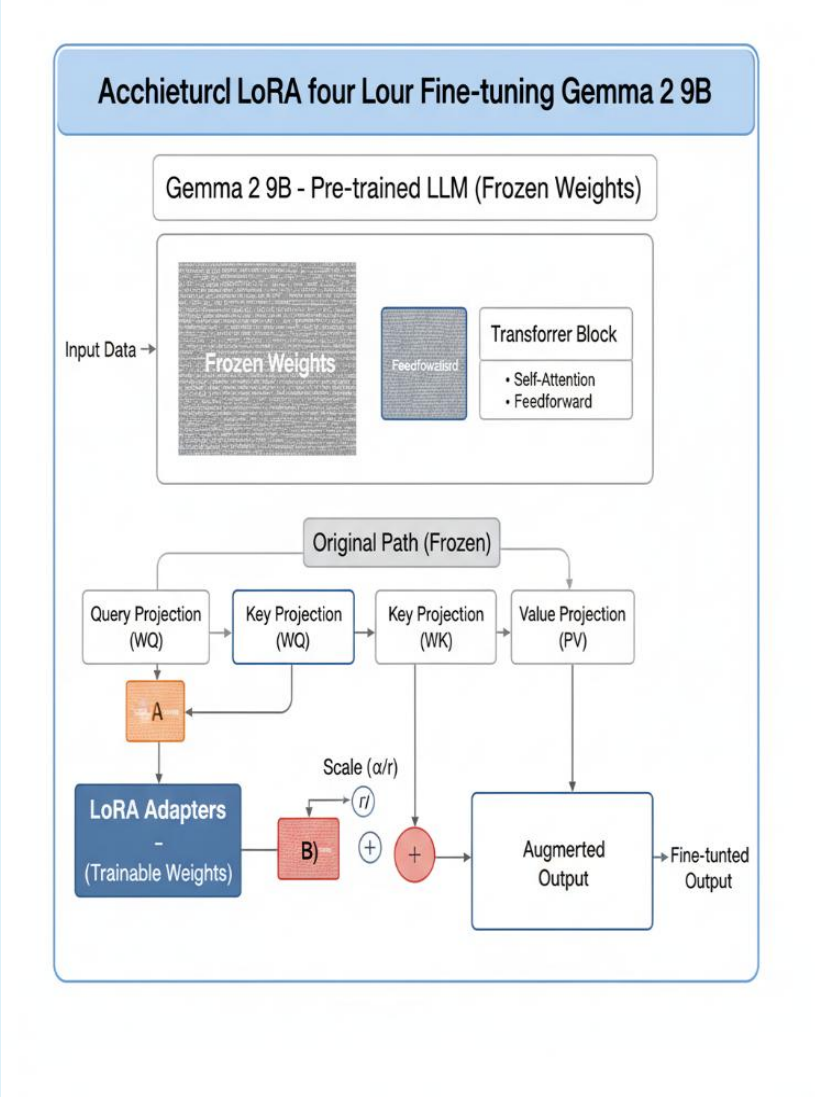 Acchieturcl LoRA four Lour Fine-tuning Gemma 2 9B
Gemma 2 9B - Pre-trained LLM (Frozen Weights)
Input Data
Frozen Weights
Feedfowalisrd
Transforrer Block
• Self-Attention
• Feedforward
Original Path (Frozen)
Query Projection
(WQ)
Key Projection
(WQ)
Key Projection
(WK)
Value Projection
(PV)
A
Scale (α/r)
r/
LoRA Adapters
–
(Trainable Weights)
B)
+
+
Augmerted
Output
Fine-tunted
Output